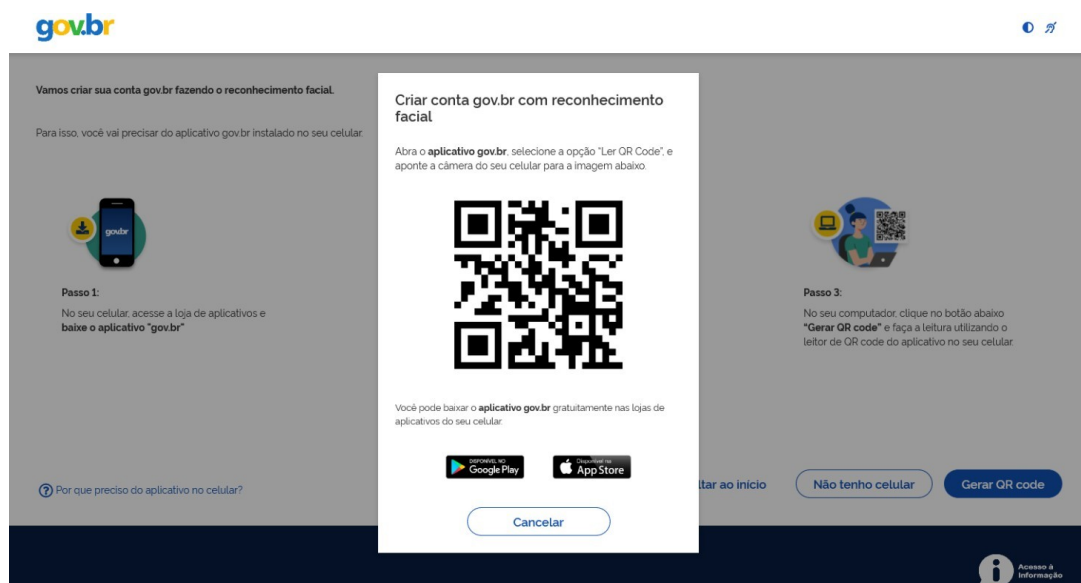 gov.br
Vamos criar sua conta gov.br fazendo o reconhecimento facial.
Para isso, você vai precisar do aplicativo gov.br instalado no seu celular
gov.br
Passo 1:
No seu celular, acesse a loja de aplicativos e
baixe o aplicativo "gov.br"
Criar conta gov.br com reconhecimento
facial
Abra o aplicativo gov.br, selecione a opção "Ler QR Code", e
aponte a câmera do seu celular para a imagem abaixo.
Você pode baixar o aplicativo gov.br gratuitamente nas lojas de
aplicativos do seu celular.
DISPONÍVEL NO
Google Play
Disponível na
App Store
Cancelar
Passo 3:
No seu computador, clique no botão abaixo
"Gerar QR code" e faça a leitura utilizando o
leitor de QR code do aplicativo no seu celular.
? Por que preciso do aplicativo no celular?
ltar ao início
Não tenho celular
Gerar QR code
i Acesso à
Informação